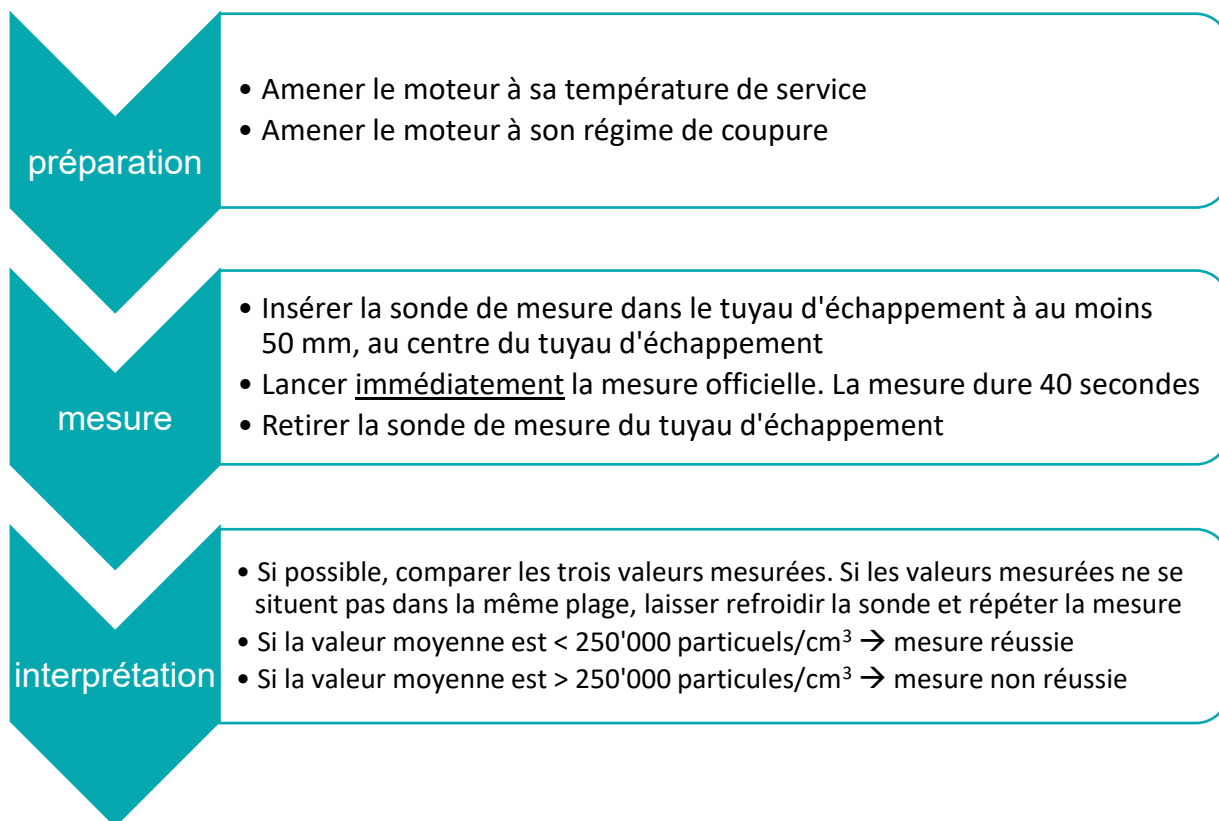 préparation
• Amener le moteur à sa température de service
• Amener le moteur à son régime de coupure
mesure
• Insérer la sonde de mesure dans le tuyau d'échappement à au moins
50 mm, au centre du tuyau d'échappement
• Lancer immédiatement la mesure officielle. La mesure dure 40 secondes
• Retirer la sonde de mesure du tuyau d'échappement
interprétation
• Si possible, comparer les trois valeurs mesurées. Si les valeurs mesurées ne se
situent pas dans la même plage, laisser refroidir la sonde et répéter la mesure
• Si la valeur moyenne est < 250'000 particuels/cm³ → mesure réussie
• Si la valeur moyenne est > 250'000 particules/cm³ → mesure non réussie